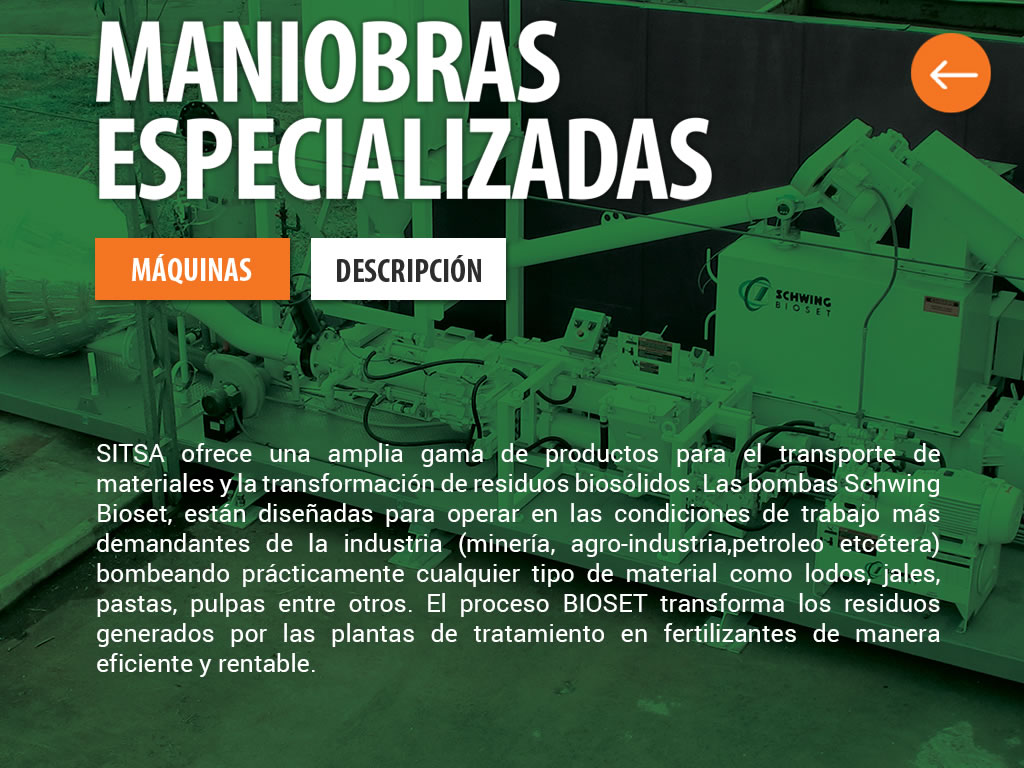 MANIOBRAS
ESPECIALIZADAS
MÁQUINAS
DESCRIPCIÓN
SCHWING
BIOSET
SITSA ofrece una amplia gama de productos para el transporte de
materiales y la transformación de residuos biosólidos. Las bombas Schwing
Bioset, están diseñadas para operar en las condiciones de trabajo más
demandantes de la industria (minería, agro-industria,petroleo etcétera)
bombeando prácticamente cualquier tipo de material como lodos, jales,
pastas, pulpas entre otros. El proceso BIOSET transforma los residuos
generados por las plantas de tratamiento en fertilizantes de manera
eficiente y rentable.